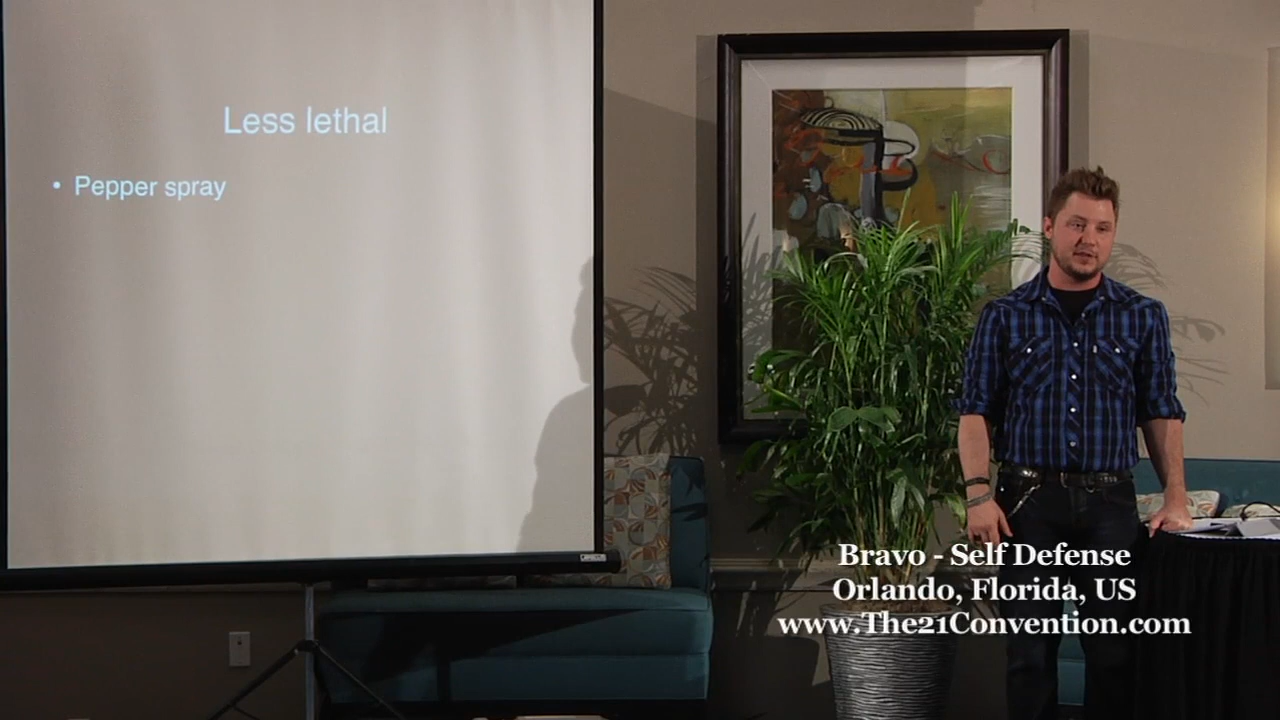 Less lethal
• Pepper spray
Bravo - Self Defense
Orlando, Florida, US
www.The21Convention.com